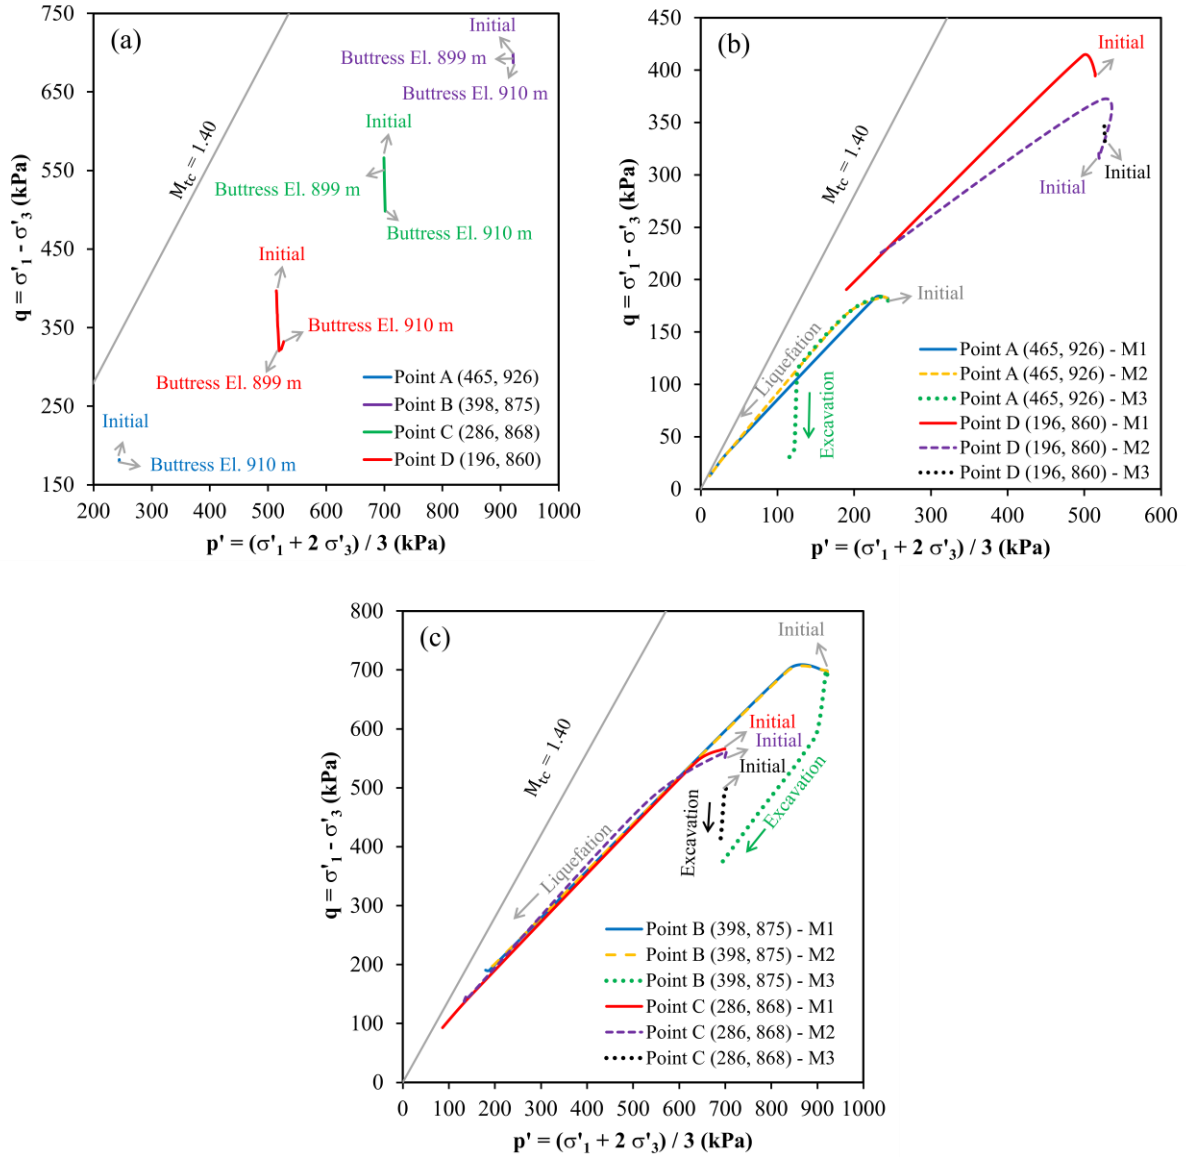 (a)
750
650
550
450
350
250
150
200 300 400 500 600 700 800 900 1000
q = σ'1 - σ'3 (kPa)
p' = (σ'1 + 2 σ'3) / 3 (kPa)
Mtc = 1.40
Initial
Buttress El. 899 m
Buttress El. 910 m
Initial
Buttress El. 899 m
Buttress El. 910 m
Initial
Buttress El. 910 m
Buttress El. 899 m
Initial
Buttress El. 910 m
Point A (465, 926)
Point B (398, 875)
Point C (286, 868)
Point D (196, 860)
(b)
450
400
350
300
250
200
150
100
50
0
0 100 200 300 400 500 600
q = σ'1 - σ'3 (kPa)
p' = (σ'1 + 2 σ'3) / 3 (kPa)
Mtc = 1.40
Initial
Initial
Initial
Initial
Liquefation
Excavation
Point A (465, 926) - M1
Point A (465, 926) - M2
Point A (465, 926) - M3
Point D (196, 860) - M1
Point D (196, 860) - M2
Point D (196, 860) - M3
(c)
800
700
600
500
400
300
200
100
0
0 100 200 300 400 500 600 700 800 900 1000
q = σ'1 - σ'3 (kPa)
p' = (σ'1 + 2 σ'3) / 3 (kPa)
Mtc = 1.40
Initial
Initial
Initial
Initial
Excavation
Excavation
Liquefation
Point B (398, 875) - M1
Point B (398, 875) - M2
Point B (398, 875) - M3
Point C (286, 868) - M1
Point C (286, 868) - M2
Point C (286, 868) - M3